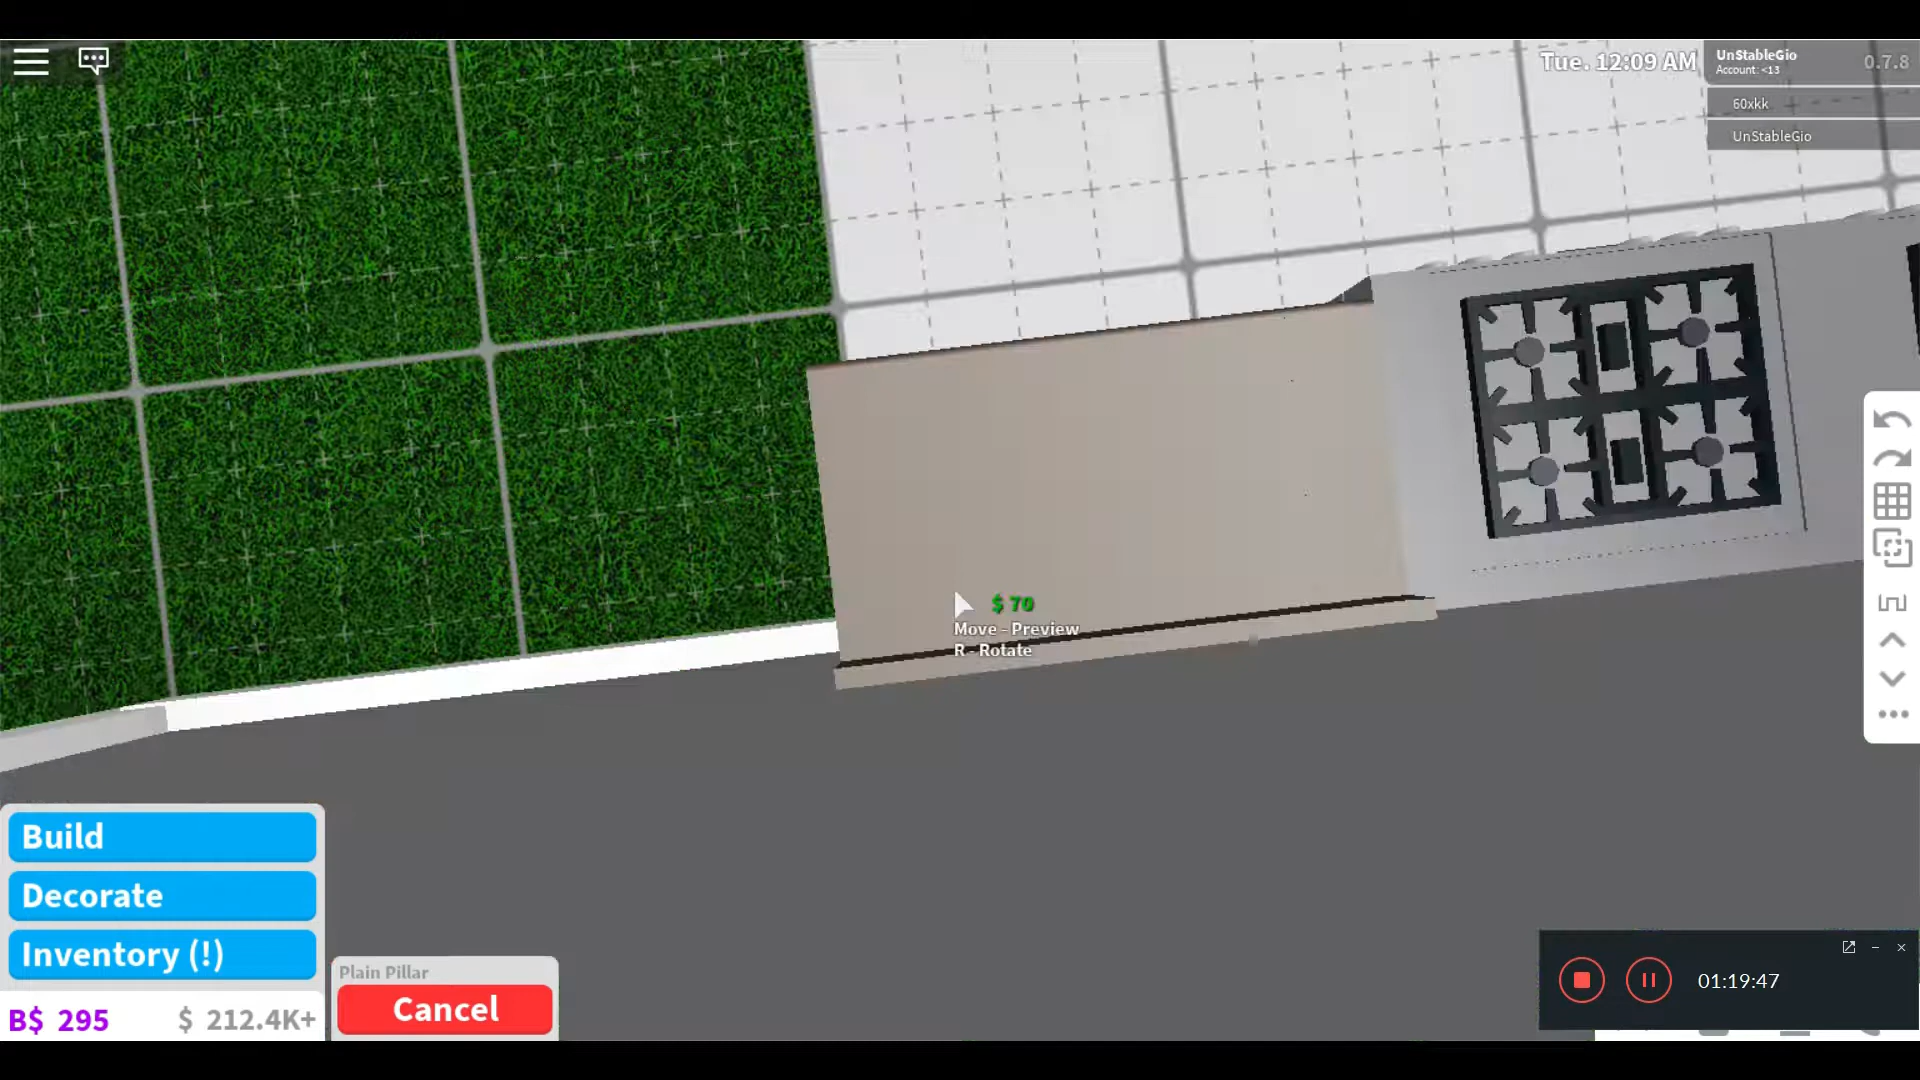 Tue. 12:09 AM
UnStableGio
Account: <13
0.7.8
60xkk
UnStableGio
$ 70
Move - Preview
R - Rotate
Build
Decorate
Inventory (!)
B$ 295
$ 212.4K+
Plain Pillar
Cancel
01:19:47